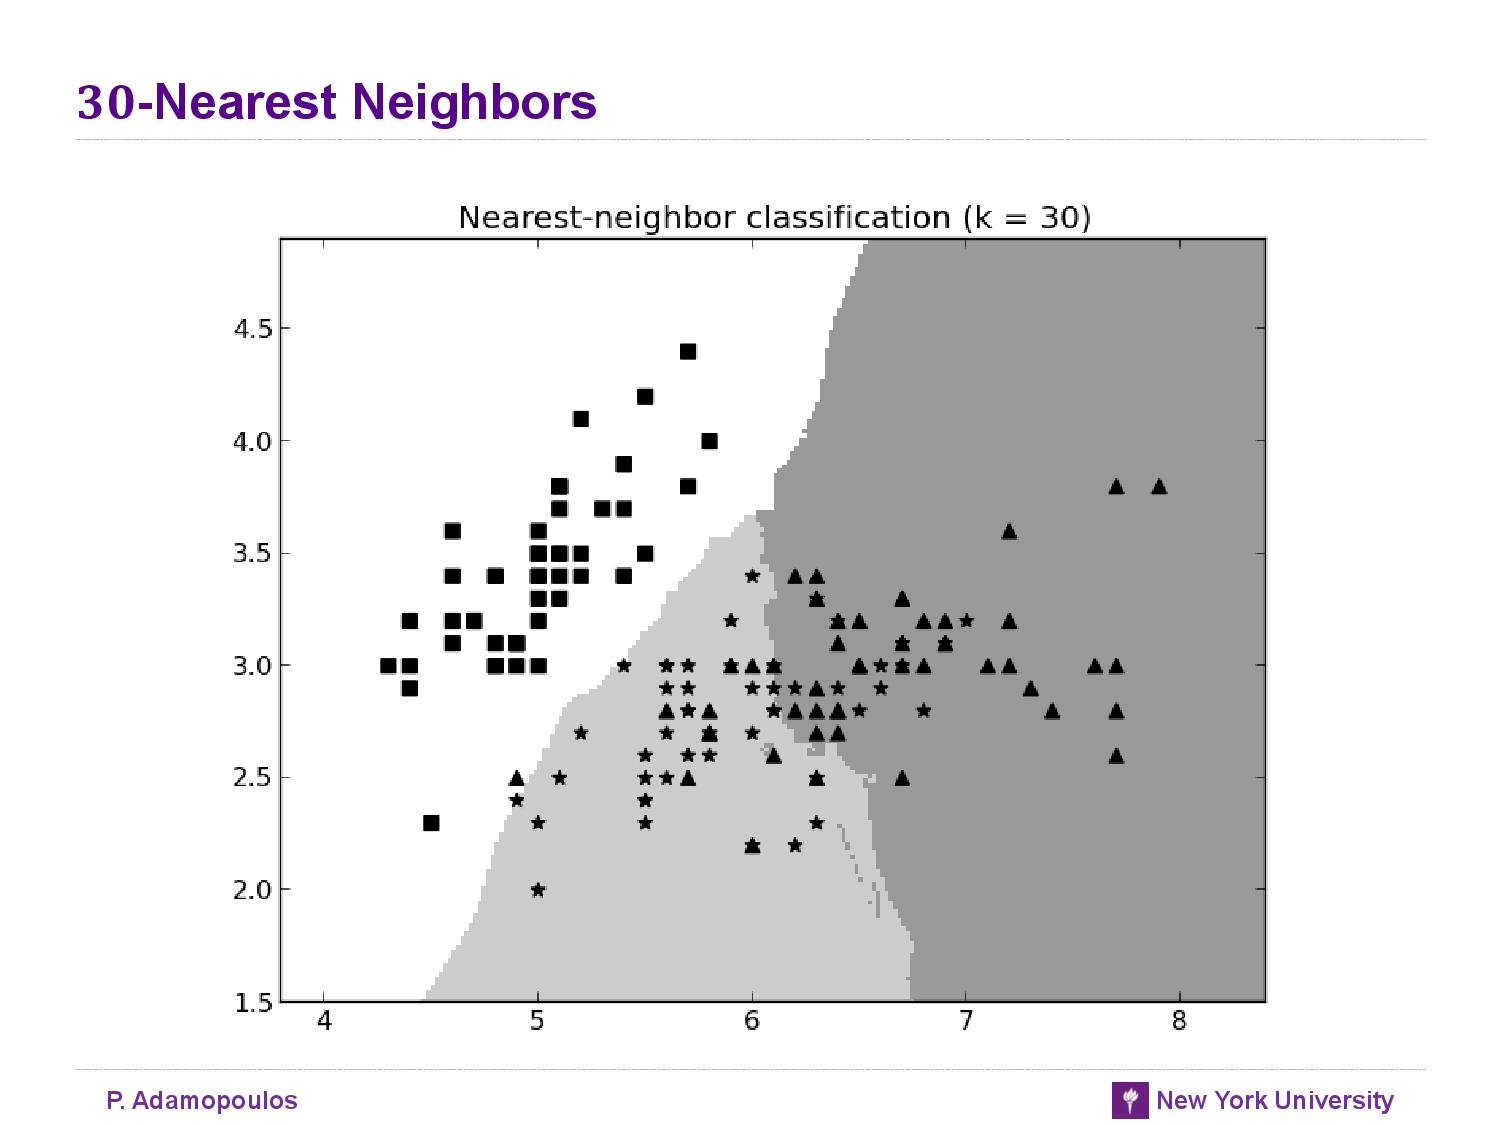 30-Nearest Neighbors
Nearest-neighbor classification (k = 30)
4.5
4.0
3.5
3.0
2.5
2.0
1.5
4 5 6 7 8
P. Adamopoulos
New York University